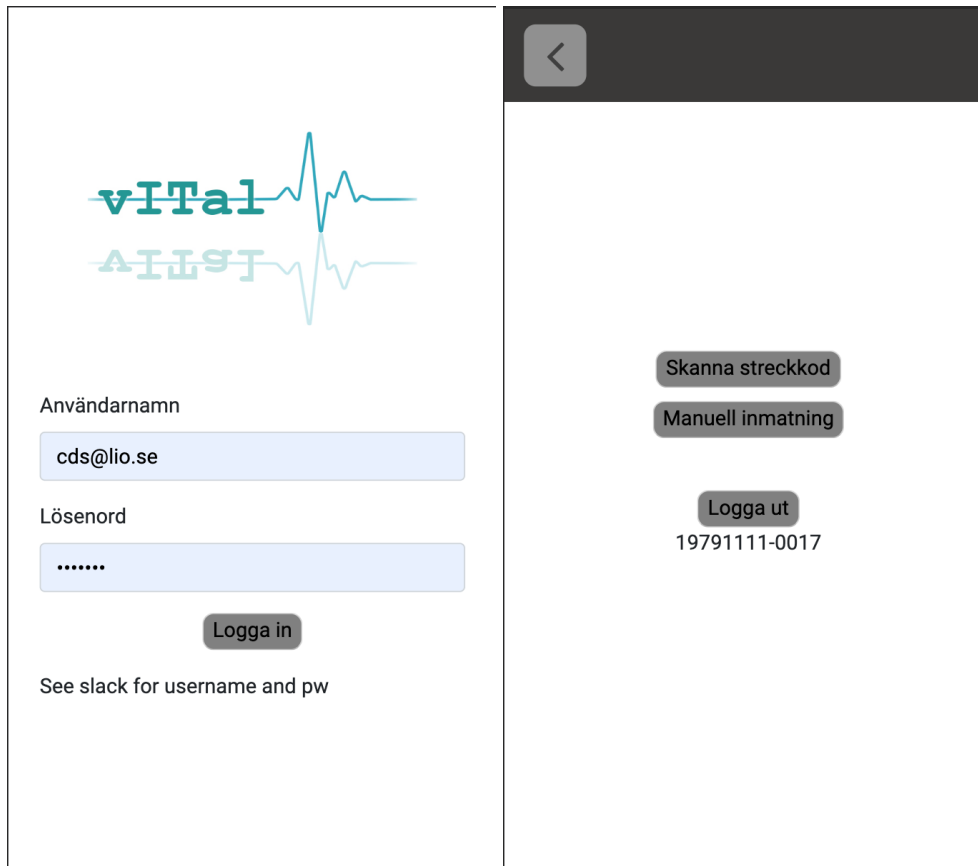 vITal
Användarnamn
cds@lio.se
Lösenord
•••••••
Logga in
See slack for username and pw
Skanna streckkod
Manuell inmatning
Logga ut
19791111-0017